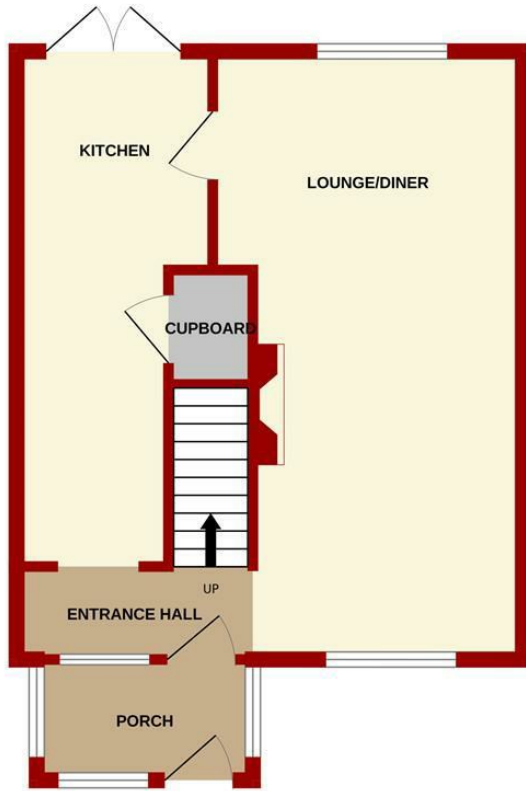 KITCHEN
LOUNGE/DINER
CUPBOARD
UP
ENTRANCE HALL
PORCH